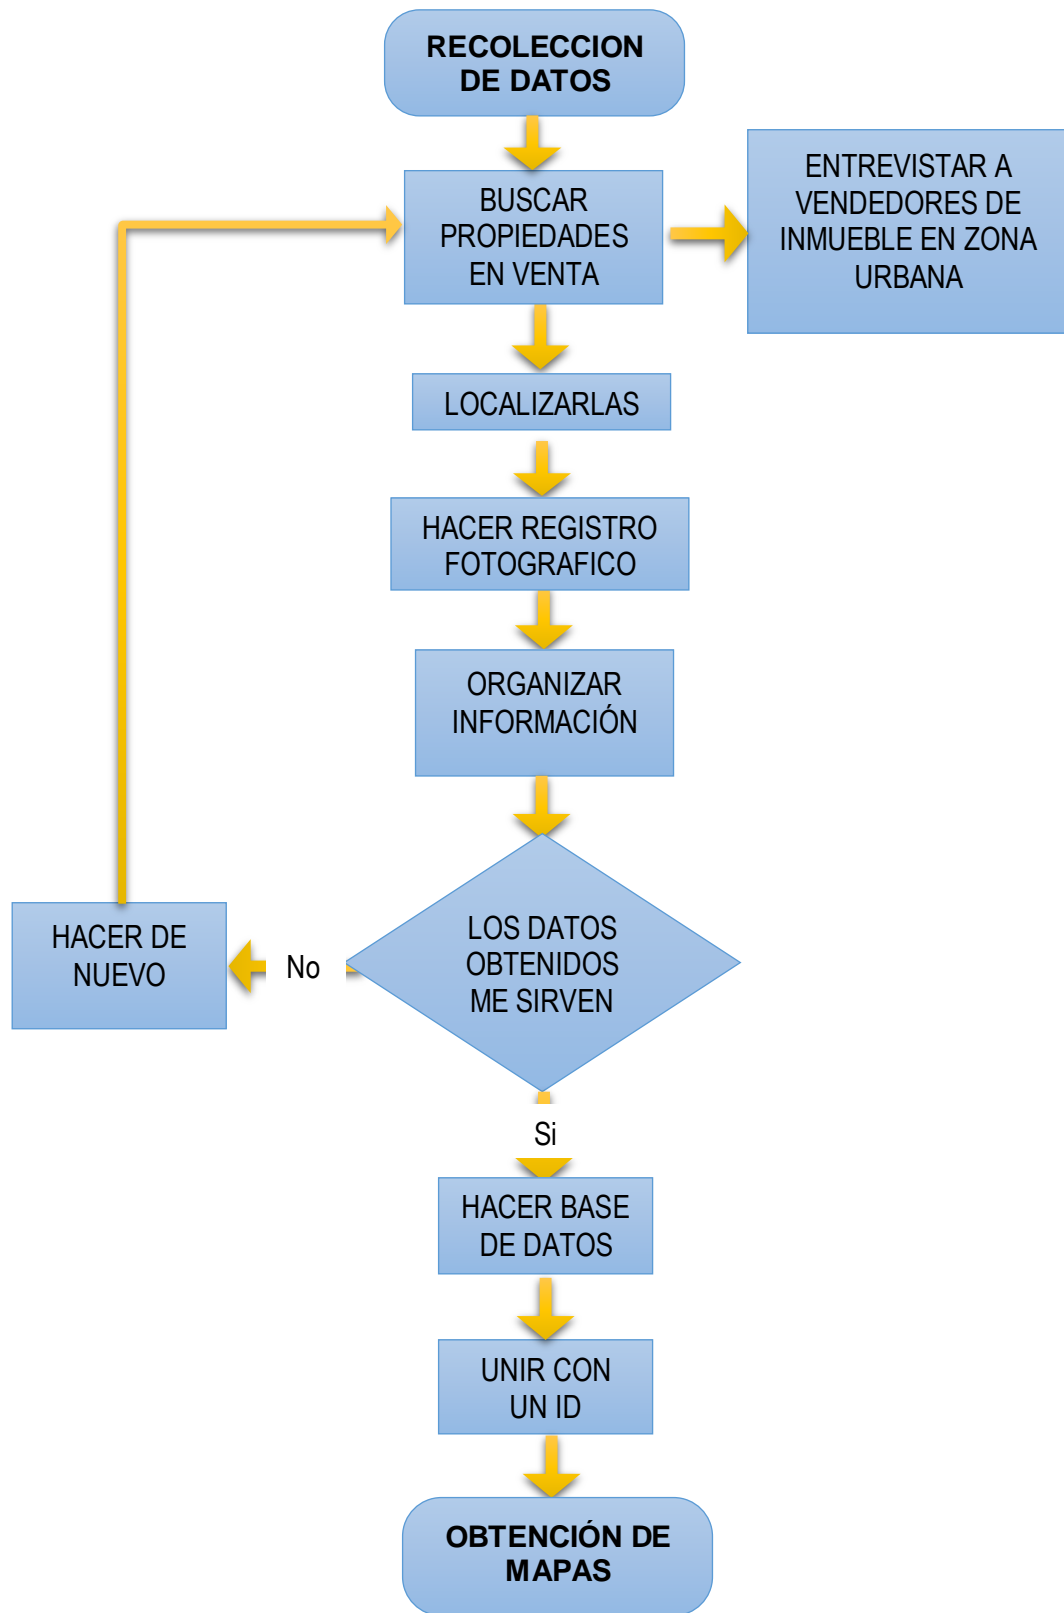 RECOLECCION
DE DATOS
BUSCAR
PROPIEDADES
EN VENTA
ENTREVISTAR A
VENDEDORES DE
INMUEBLE EN ZONA
URBANA
LOCALIZARLAS
HACER REGISTRO
FOTOGRAFICO
ORGANIZAR
INFORMACIÓN
LOS DATOS
OBTENIDOS
ME SIRVEN
No
HACER DE
NUEVO
Si
HACER BASE
DE DATOS
UNIR CON
UN ID
OBTENCIÓN DE
MAPAS